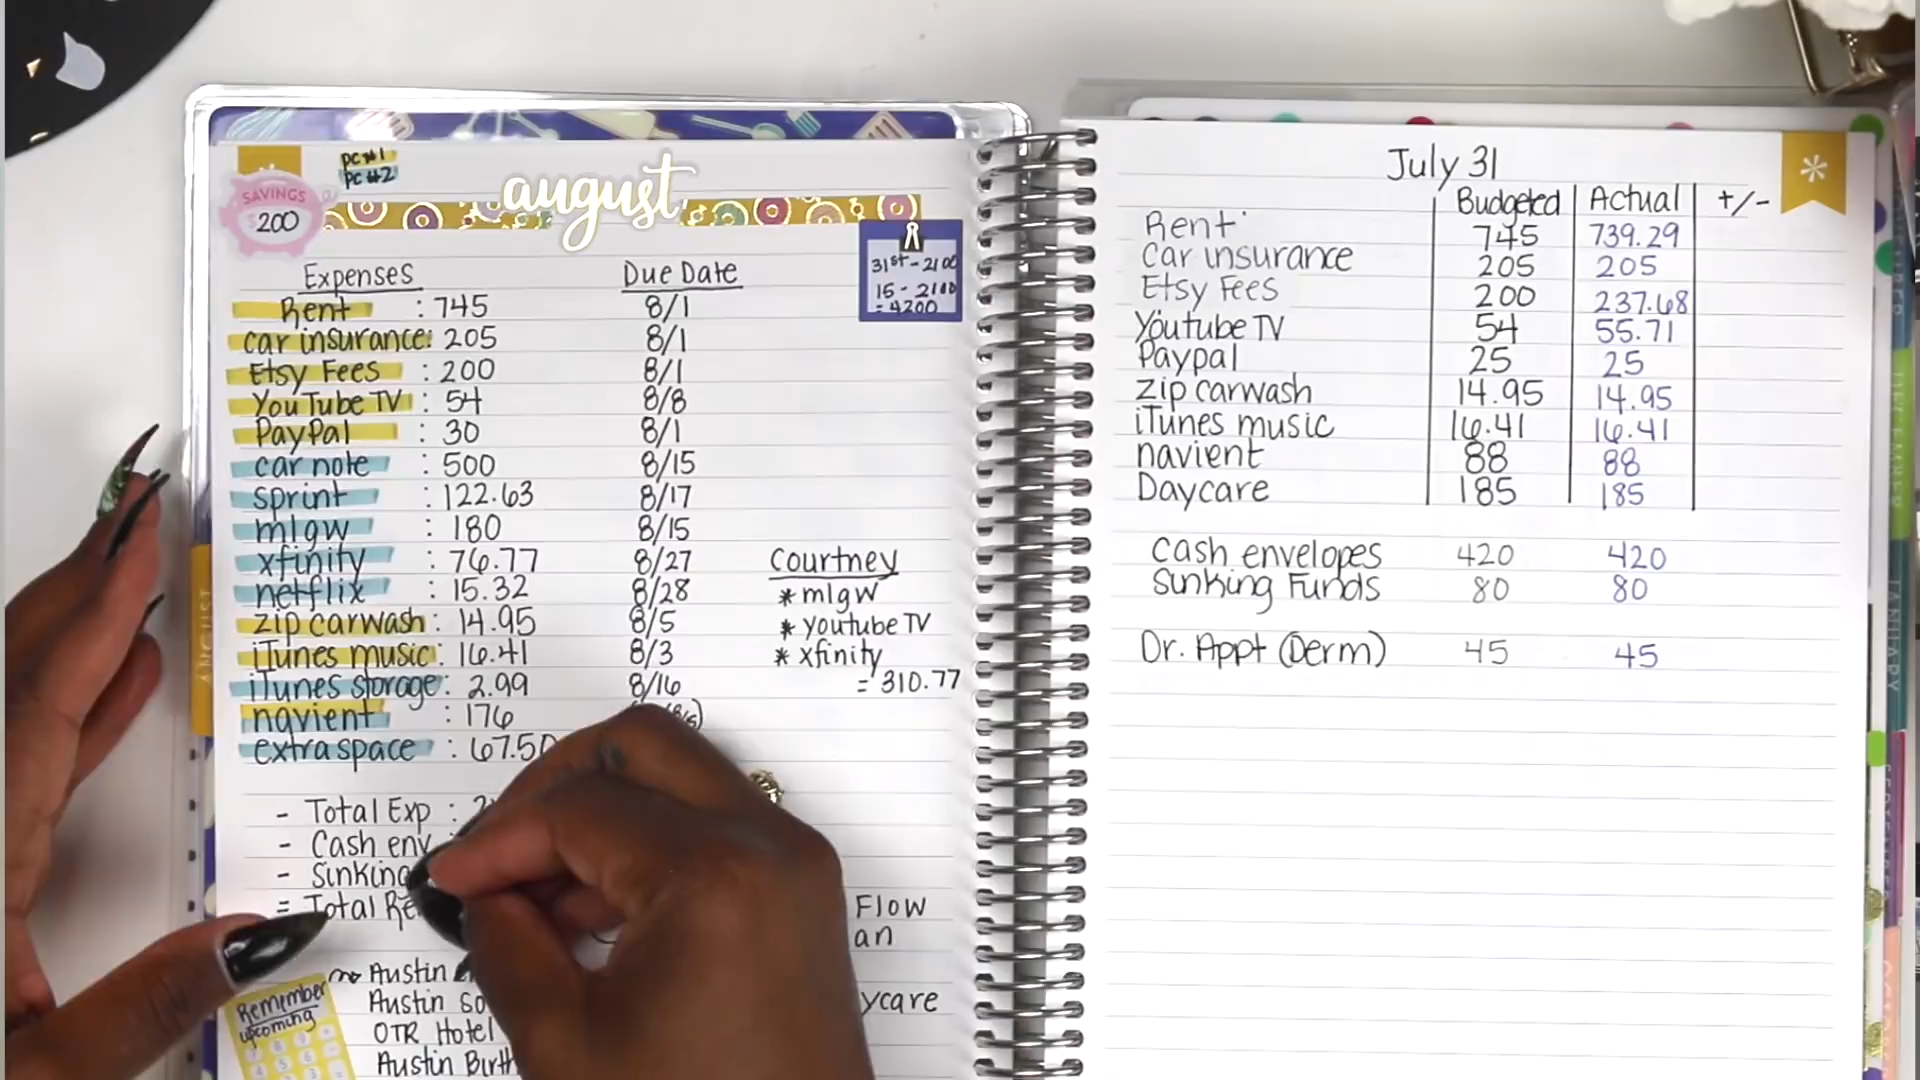 pc #1
pc #2
SAVINGS
$200
august
31st - 2100
15 - 2100
= 4200
Expenses Due Date
Rent : 745 8/1
car insurance: 205 8/1
Etsy Fees : 200 8/1
YouTube TV : 54 8/8
PayPal : 30 8/1
car note : 500 8/15
sprint : 122.63 8/17
mlgw : 180 8/15
xfinity : 76.77 8/27
netflix : 15.32 8/28
zip carwash : 14.95 8/5
iTunes music : 16.41 8/3
iTunes storage : 2.99 8/16
navient : 176
extraspace : 67.50
Courtney
* mlgw
* youtube TV
* xfinity
= 310.77
- Total Exp :
- Cash env
- Sinking
= Total
Flow
an
Austin
Austin
OTR Hotel
Austin
ycare
Remember
upcoming
AUGUST
July 31
Budgeted Actual +/-
Rent 745 739.29
Car insurance 205 205
Etsy Fees 200 237.68
Youtube TV 54 55.71
Paypal 25 25
zip carwash 14.95 14.95
iTunes music 16.41 16.41
navient 88 88
Daycare 185 185
Cash envelopes 420 420
Sinking Funds 80 80
Dr. Appt (Derm) 45 45